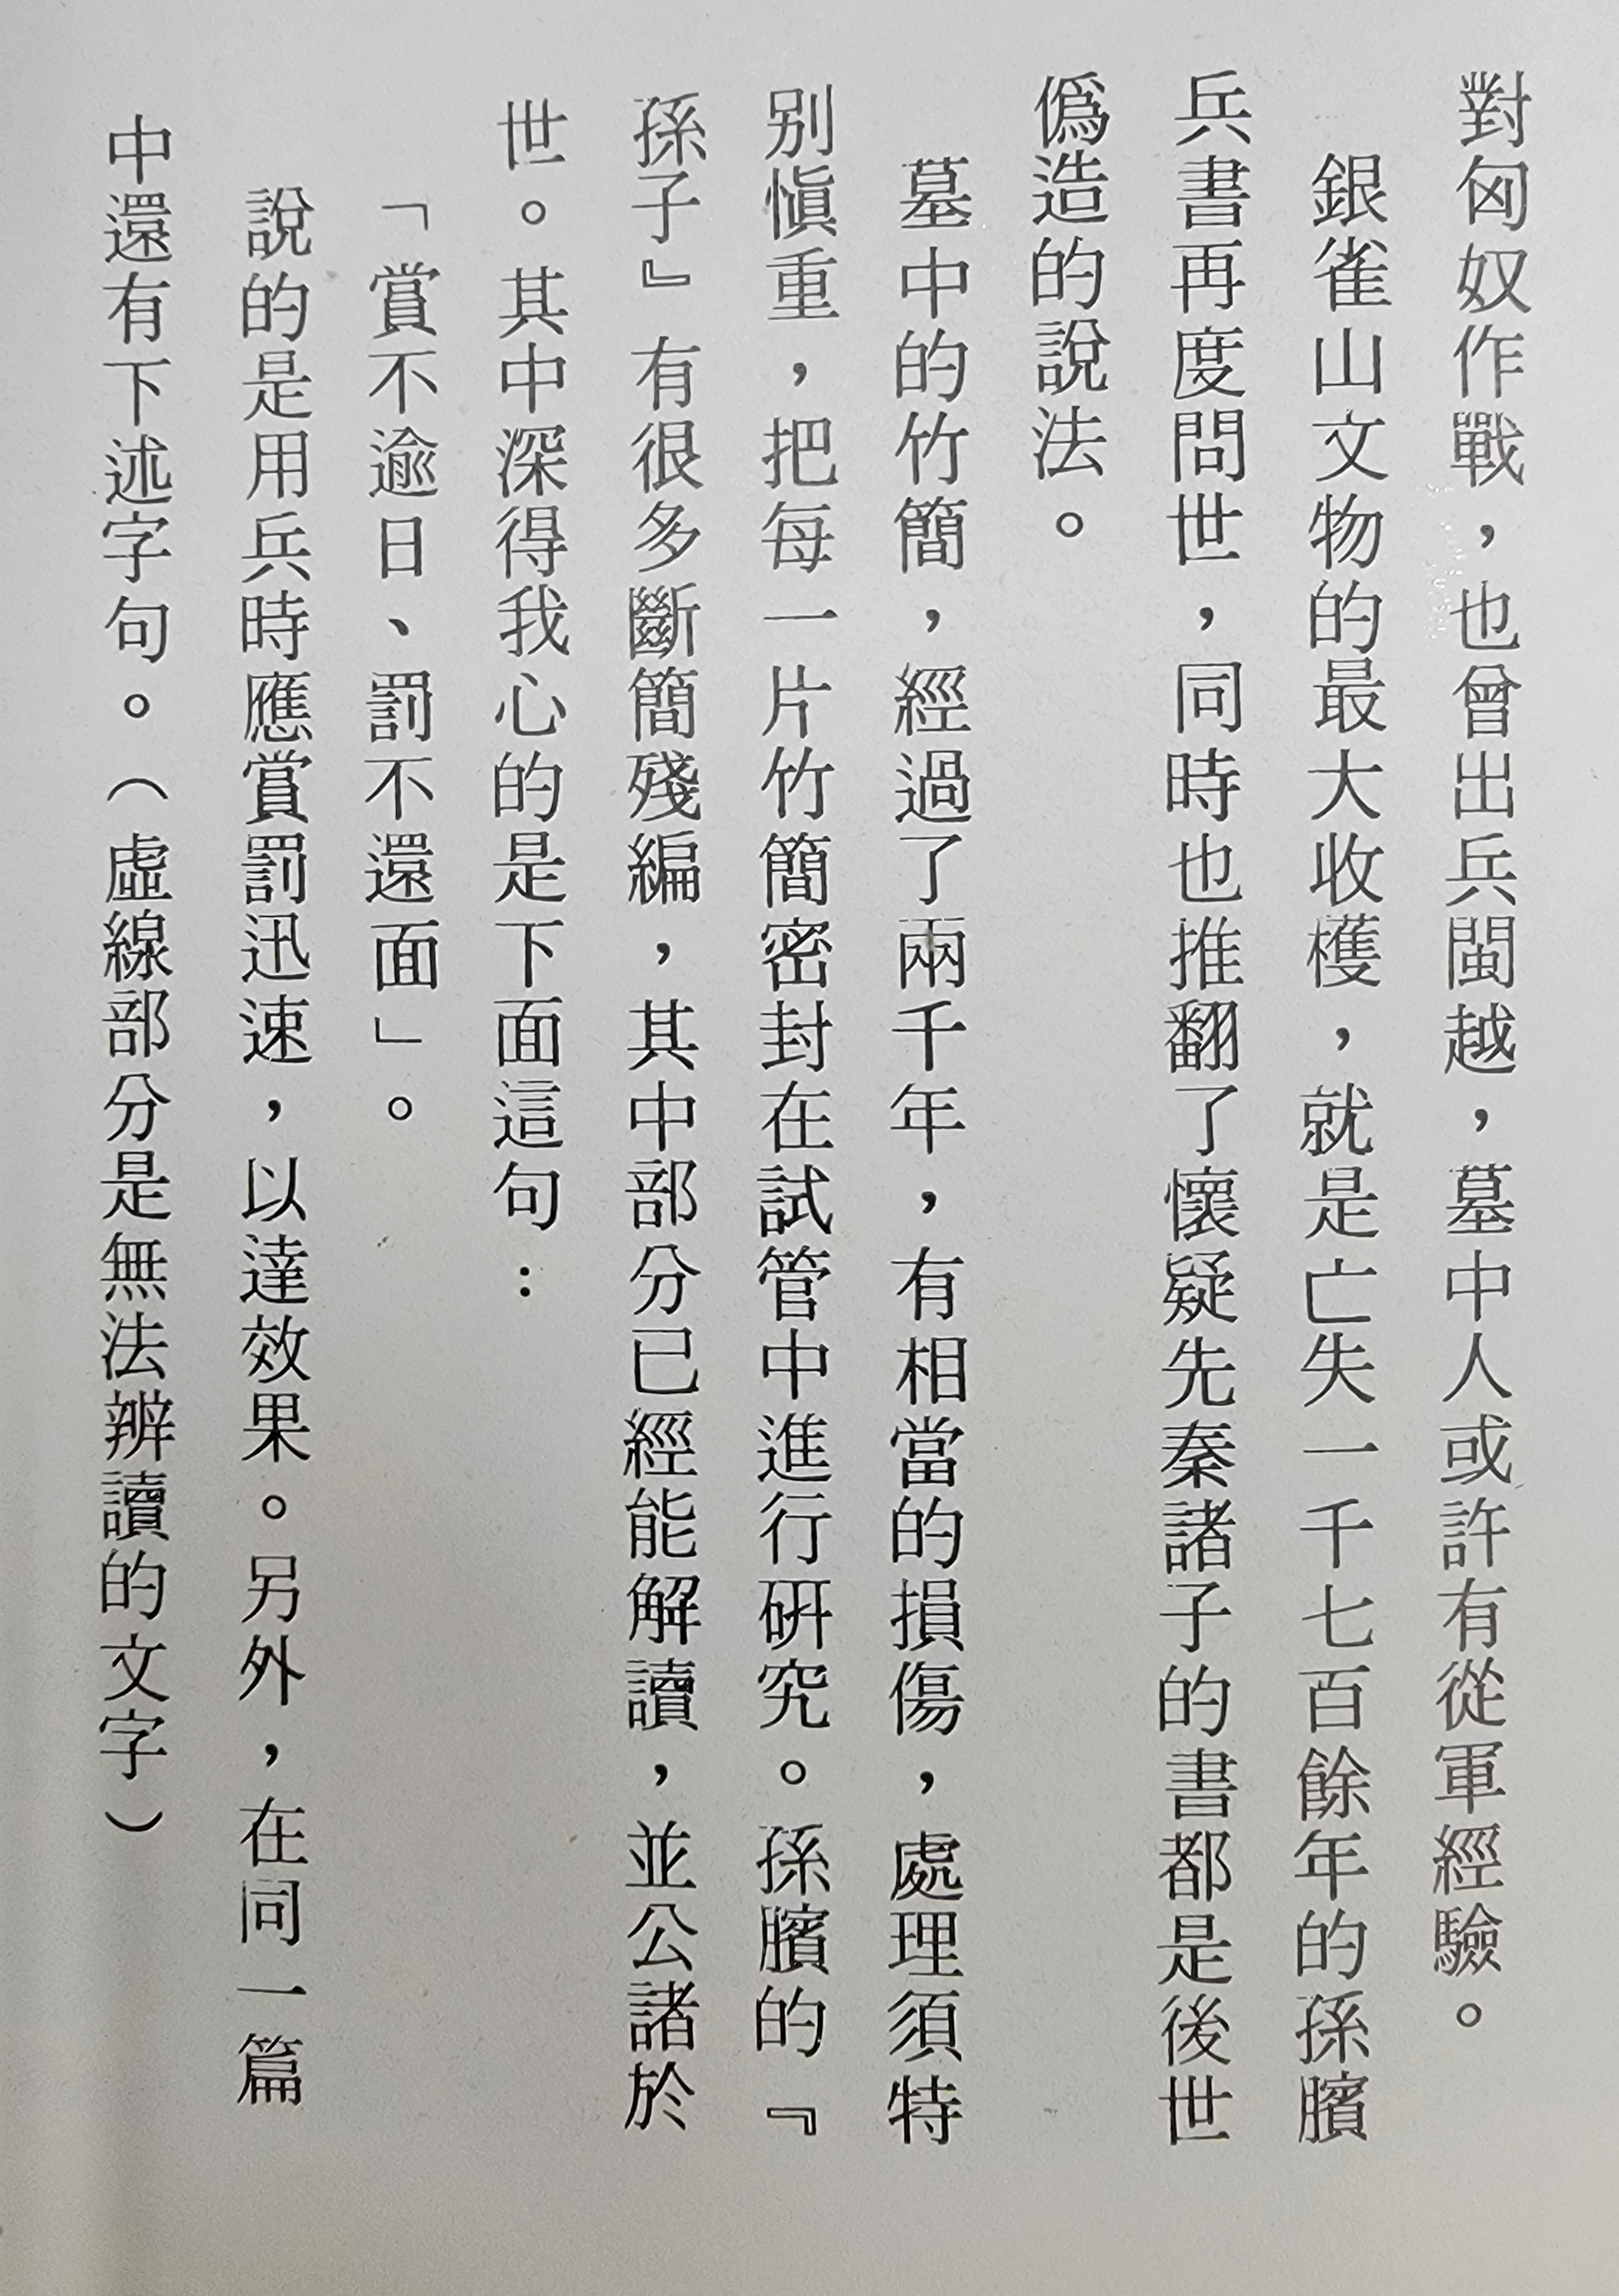 對匈奴作戰，也曾出兵閩越，墓中人或許有從軍經驗。
銀雀山文物的最大收穫，就是亡失一千七百餘年的孫臏
兵書再度問世，同時也推翻了懷疑先秦諸子的書都是後世
偽造的說法。
墓中的竹簡，經過了兩千年，有相當的損傷，處理須特
別慎重，把每一片竹簡密封在試管中進行研究。孫臏的『
孫子』有很多斷簡殘編，其中部分已經能解讀，並公諸於
世。其中深得我心的是下面這句：
「賞不逾日、罰不還面」。
說的是用兵時應賞罰迅速，以達效果。另外，在同一篇
中還有下述字句。（虛線部分是無法辨讀的文字）